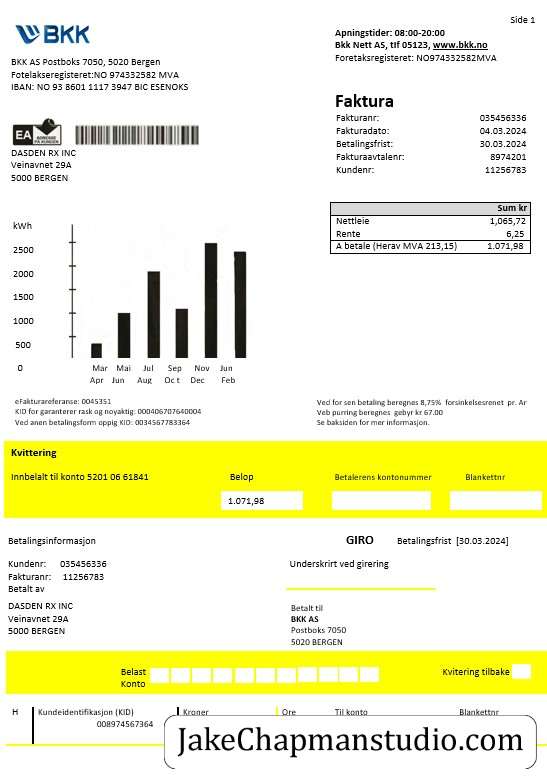 Side 1
BKK
BKK AS Postboks 7050, 5020 Bergen
Fotelakseregisteret:NO 974332582 MVA
IBAN: NO 93 8601 1117 3947 BIC ESENOKS
Apningstider: 08:00-20:00
Bkk Nett AS, tlf 05123, www.bkk.no
Foretaksregisteret: NO974332582MVA
Faktura
Fakturanr: 035456336
Fakturadato: 04.03.2024
Betalingsfrist: 30.03.2024
Fakturaavtalenr: 8974201
Kundenr: 11256783
EA
DASDEN RX INC
Veinavnet 29A
5000 BERGEN
Sum kr
Nettleie 1,065,72
Rente 6,25
A betale (Herav MVA 213,15) 1.071,98
kWh
2500
2000
1500
1000
500
0
Mar Mai Jul Sep Nov Jun
Apr Jun Aug Oct Dec Feb
eFakturareferanse: 0045351
KID for garanterer rask og noyaktig: 000406707640004
Ved anen betalingsform oppig KID: 0034567783364
Ved for sen betaling beregnes 8,75% forsinkelsesrenet pr. Ar
Veb purring beregnes gebyr kr 67.00
Se baksiden for mer informasjon.
Kvittering
Innbelalt til konto 5201 06 61841 Belop Betalerens kontonummer Blankettnr
1.071,98
Betalingsinformasjon GIRO Betalingsfrist [30.03.2024]
Kundenr: 035456336
Fakturanr: 11256783
Betalt av
DASDEN RX INC
Veinavnet 29A
5000 BERGEN
Underskrirt ved girering
Betalt til
BKK AS
Postboks 7050
5020 BERGEN
Belast
Konto
Kvitering tilbake
H Kundeidentifikasjon (KID) Kroner Ore Til konto Blankettnr
008974567364
JakeChapmanstudio.com